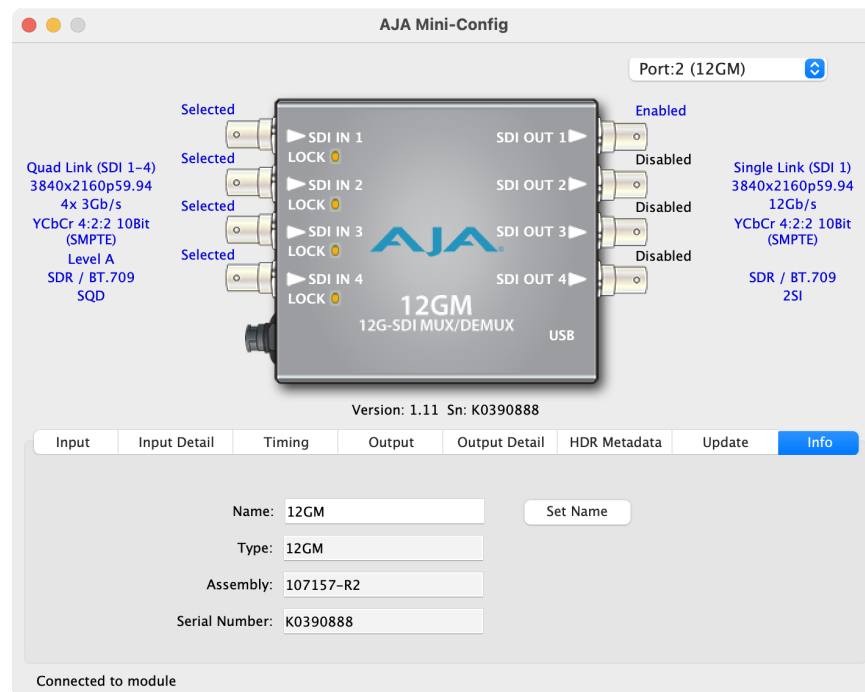 AJA Mini-Config
Port:2 (12GM)
Selected
Selected
Selected
Selected
Quad Link (SDI 1-4)
3840x2160p59.94
4x 3Gb/s
YCbCr 4:2:2 10Bit
(SMPTE)
Level A
SDR / BT.709
SQD
SDI IN 1
LOCK
SDI IN 2
LOCK
SDI IN 3
LOCK
SDI IN 4
LOCK
SDI OUT 1
SDI OUT 2
SDI OUT 3
SDI OUT 4
AJA®
12GM
12G-SDI MUX/DEMUX
USB
Enabled
Disabled
Disabled
Disabled
Single Link (SDI 1)
3840x2160p59.94
12Gb/s
YCbCr 4:2:2 10Bit
(SMPTE)
SDR / BT.709
2SI
Version: 1.11 Sn: K0390888
Input Input Detail Timing Output Output Detail HDR Metadata Update Info
Name: 12GM Set Name
Type: 12GM
Assembly: 107157-R2
Serial Number: K0390888
Connected to module